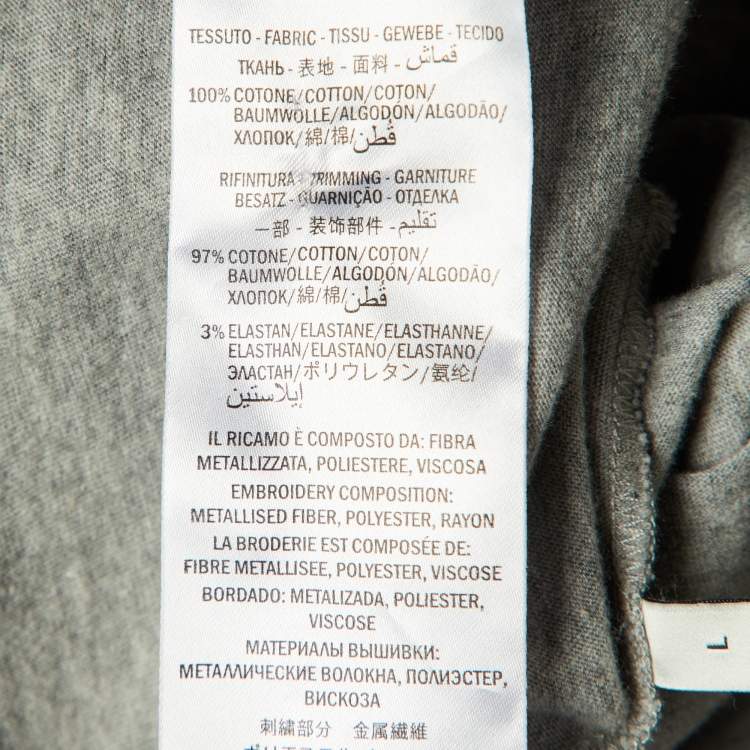 TESSUTO - FABRIC - TISSU - GEWEBE - TECIDO
ТКАНЬ - 表地 - 面料 - قماش
100% COTONE/COTTON/COTON/
BAUMWOLLE/ALGODÓN/ALGODÃO/
ХЛОПОК/綿/棉/قُطن
RIFINITURA - TRIMMING - GARNITURE
BESATZ - GUARNIÇÃO - ОТДЕЛКА
一部 - 装饰部件 - تقليم
97% COTONE/COTTON/COTON/
BAUMWOLLE/ALGODÓN/ALGODÃO/
ХЛОПОК/綿/棉/قُطن
3% ELASTAN/ELASTANE/ELASTHANNE/
ELASTHAN/ELASTANO/ELASTANO/
ЭЛАСТАН/ポリウレタン/氨纶/
إيلاستين
IL RICAMO È COMPOSTO DA: FIBRA
METALLIZZATA, POLIESTERE, VISCOSA
EMBROIDERY COMPOSITION:
METALLISED FIBER, POLYESTER, RAYON
LA BRODERIE EST COMPOSÉE DE:
FIBRE METALLISEE, POLYESTER, VISCOSE
BORDADO: METALIZADA, POLIESTER,
VISCOSE
МАТЕРИАЛЫ ВЫШИВКИ:
МЕТАЛЛИЧЕСКИЕ ВОЛОКНА, ПОЛИЭСТЕР,
ВИСКОЗА
刺繍部分 金属繊維
L